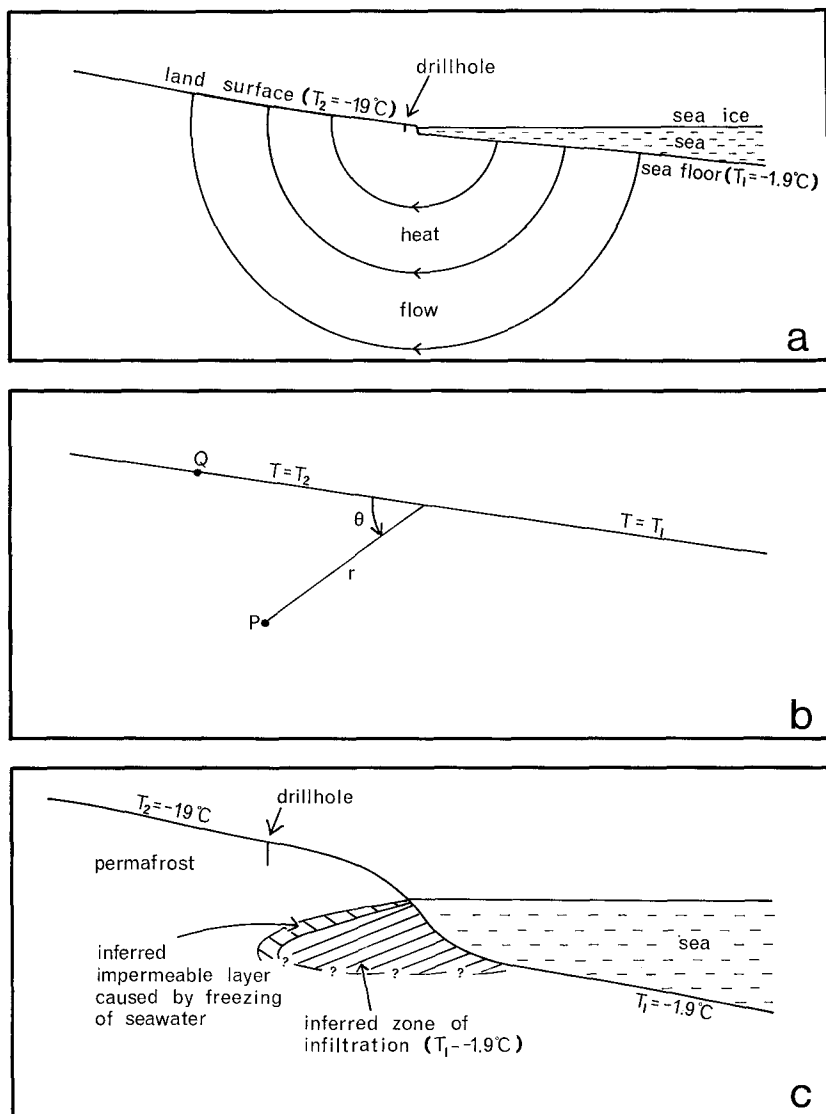 drillhole
land surface (T₂ = -19°C)
sea ice
sea
sea floor (T₁ = -1.9°C)
heat
flow
a
Q
T = T₂
θ
T = T₁
r
P
b
T₂ = -19°C
drillhole
permafrost
sea
inferred
impermeable layer
caused by freezing
of seawater
? ? ? ?
inferred zone of
infiltration (T₁ - -1.9°C)
T₁ = -1.9°C
c